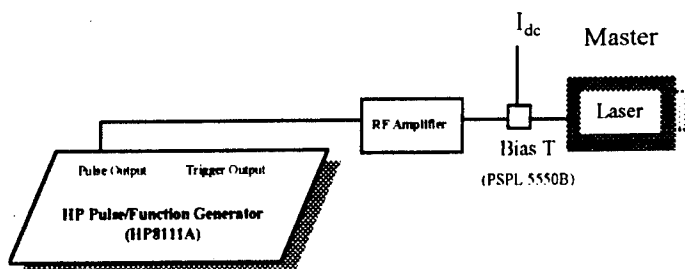 I_dc
Master
RF Amplifier
Laser
Bias T
(PSPL 5550B)
Pulse Output Trigger Output
HP Pulse/Function Generator
(HP8111A)